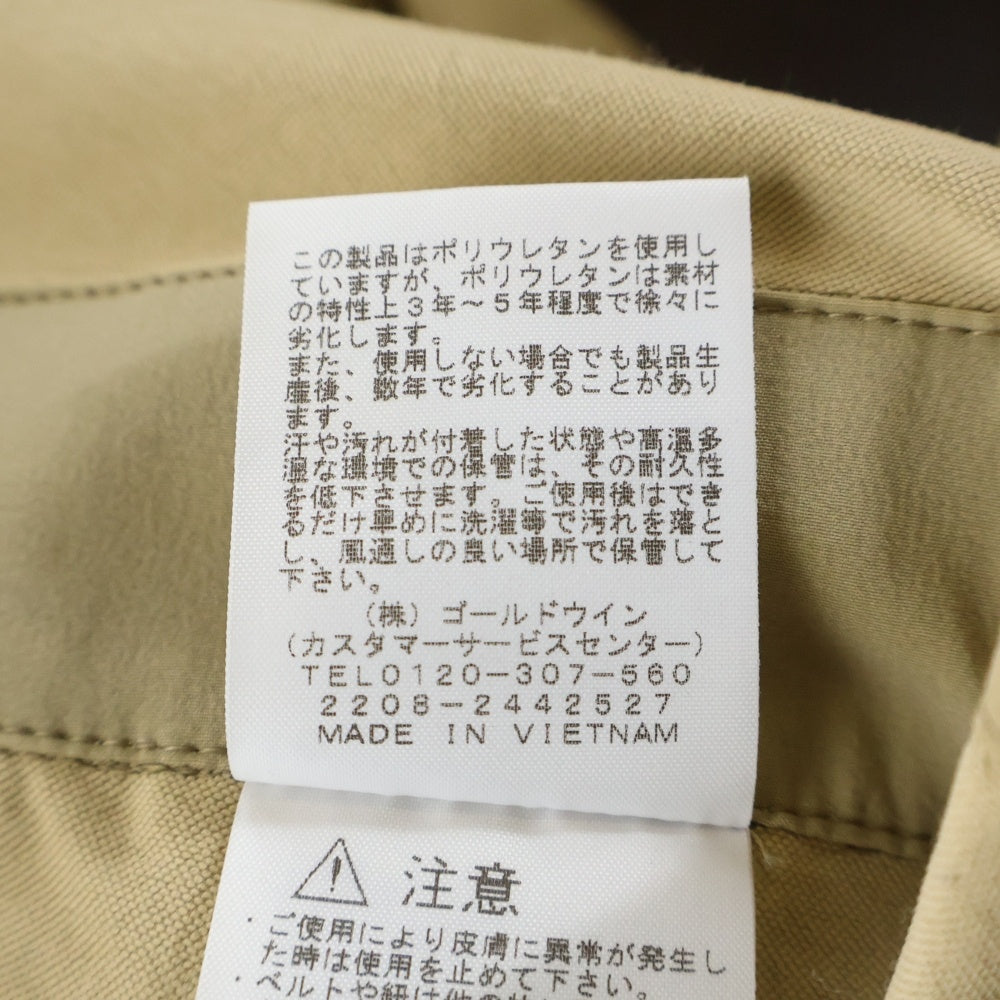 この製品はポリウレタンを使用し
ていますが、ポリウレタンは素材
の特性上3年～5年程度で徐々に
劣化します。
また、使用しない場合でも製品生
産後、数年で劣化することがあり
ます。
汗や汚れが付着した状態や高温多
湿な環境での保管は、その耐久性
を低下させます。ご使用後はできる
るだけ早めに洗濯等で汚れを落と
し、風通しの良い場所で保管して
下さい。
(株)ゴールドウイン
(カスタマーサービスセンター)
TEL0120-307-560
2208-2442527
MADE IN VIETNAM
注意
・ご使用により皮膚に異常が発生し
た時は使用を止めて下さい。
・ベルトや紐は他の